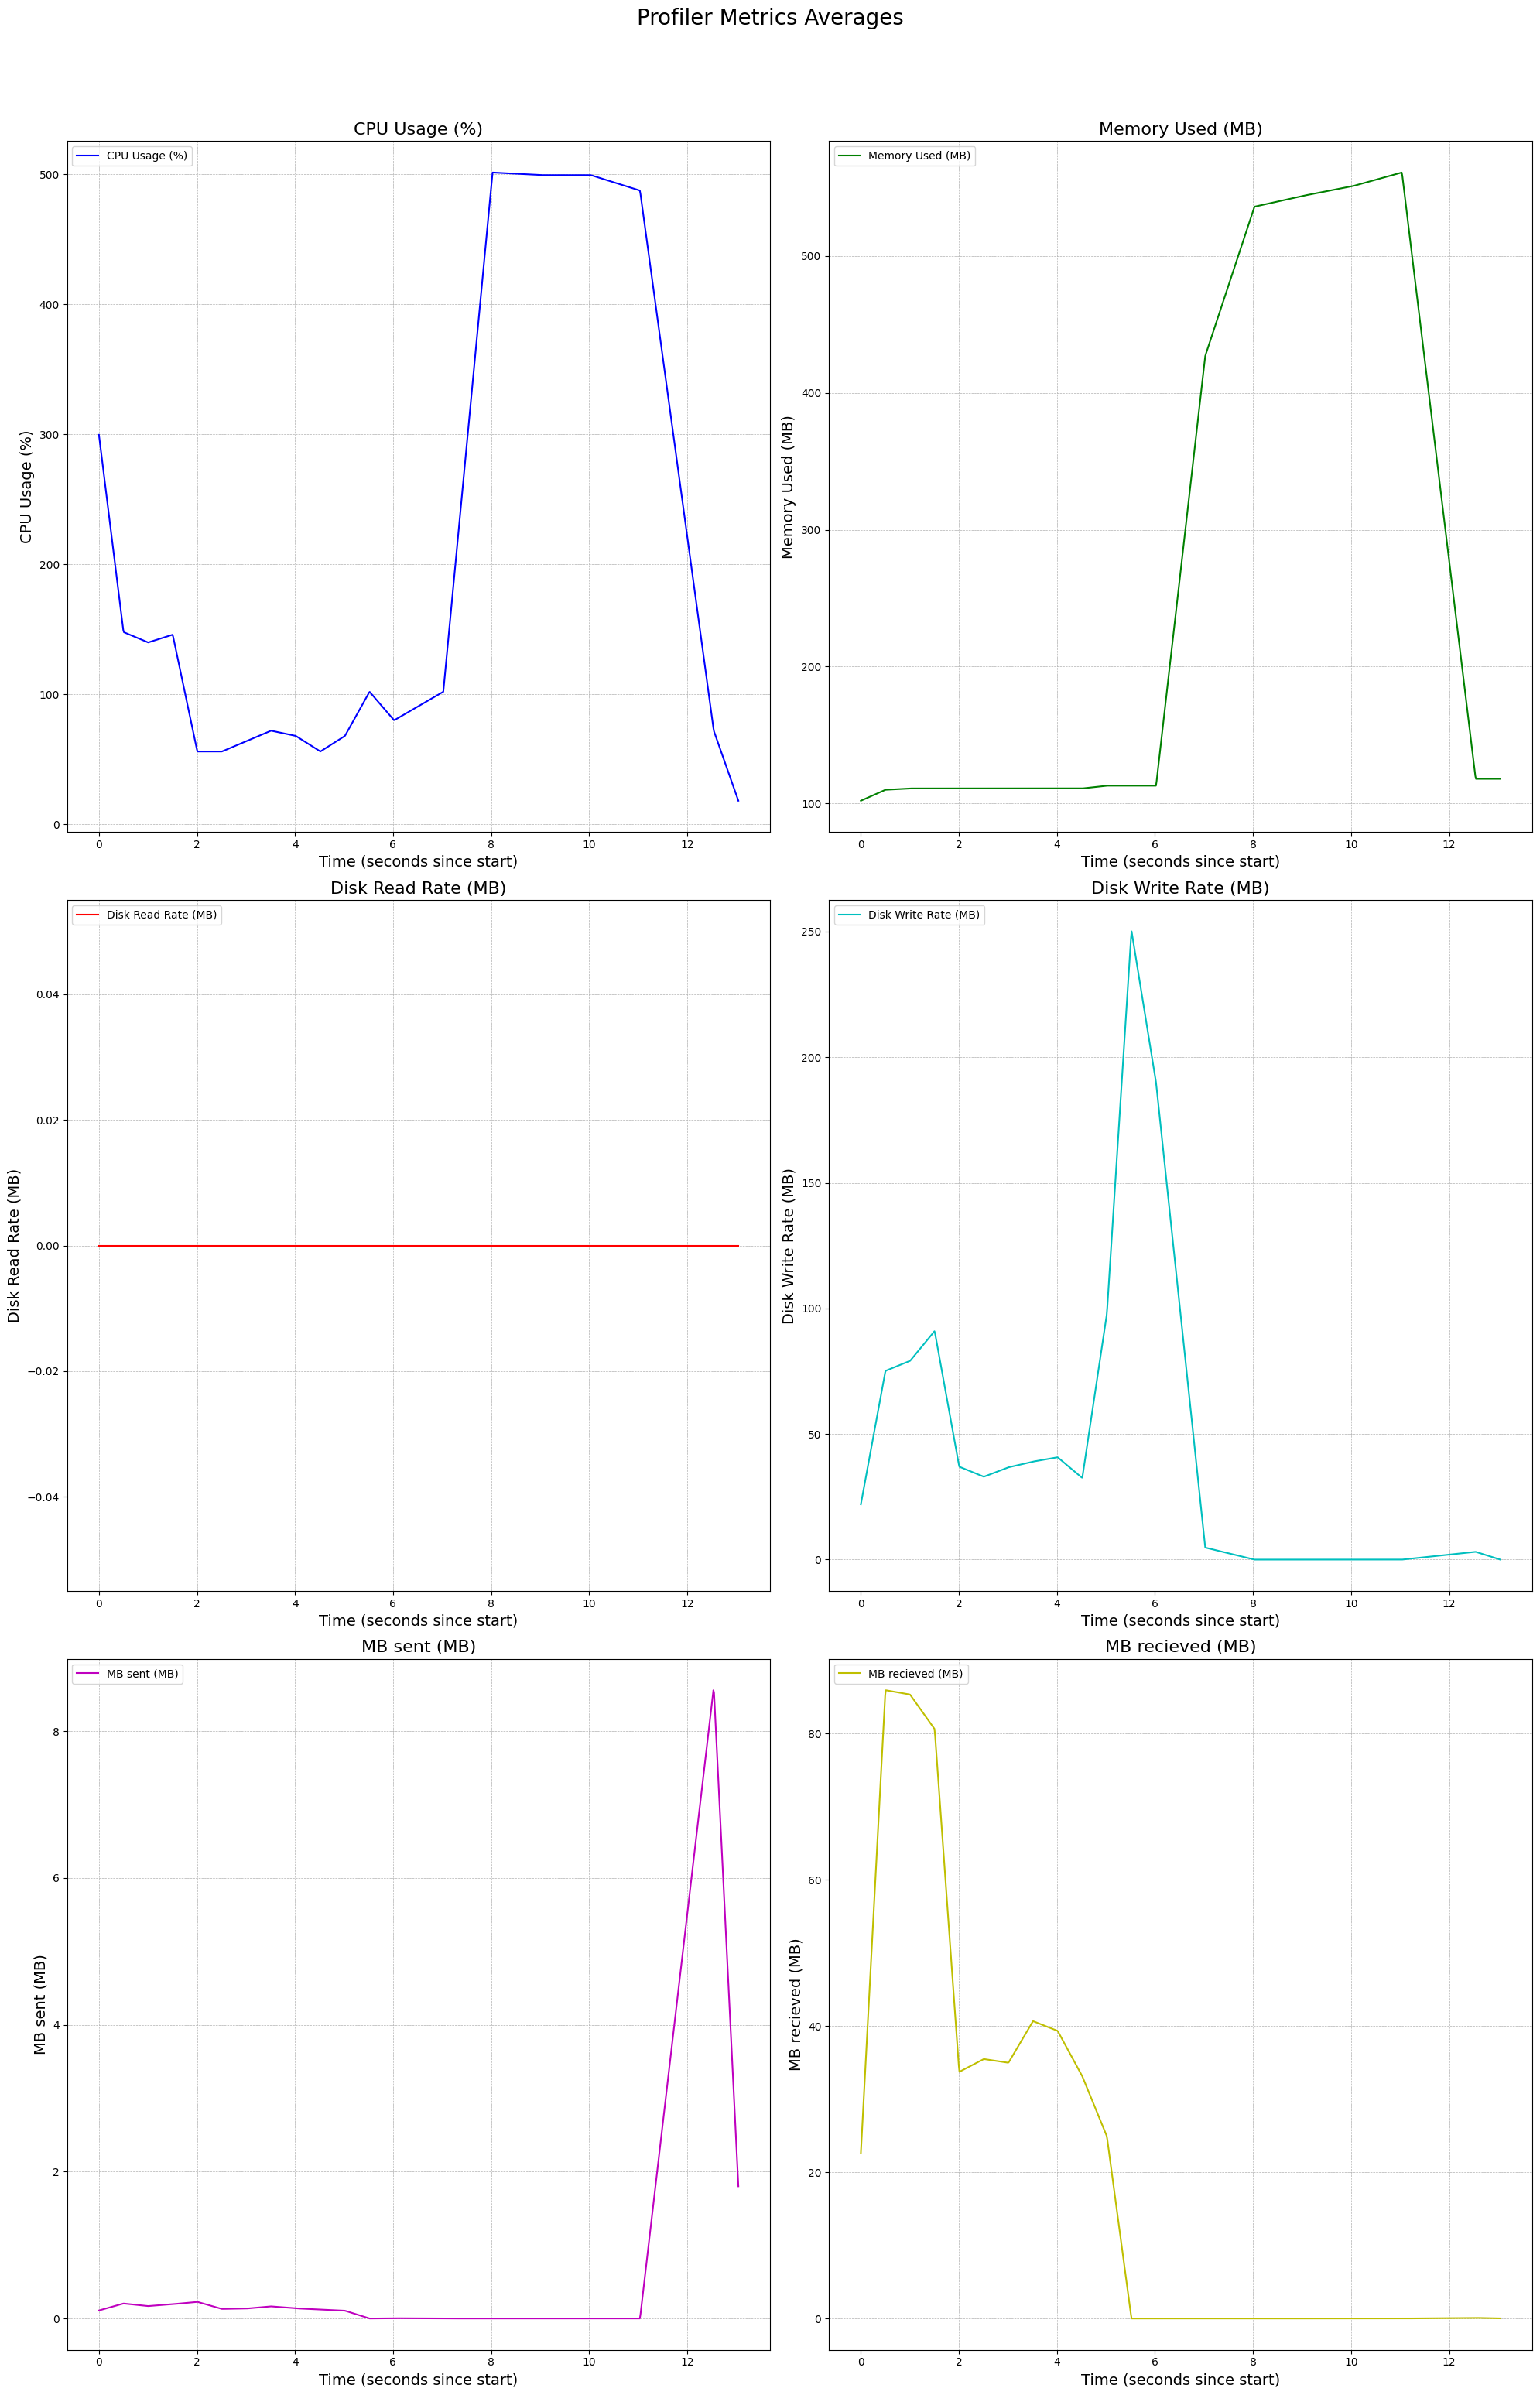 Profiler Metrics Averages
CPU Usage (%)
CPU Usage (%)
CPU Usage (%)
500
400
300
200
100
0
0 2 4 6 8 10 12
Time (seconds since start)
Memory Used (MB)
Memory Used (MB)
Memory Used (MB)
500
400
300
200
100
0 2 4 6 8 10 12
Time (seconds since start)
Disk Read Rate (MB)
Disk Read Rate (MB)
Disk Read Rate (MB)
0.04
0.02
0.00
−0.02
−0.04
0 2 4 6 8 10 12
Time (seconds since start)
Disk Write Rate (MB)
Disk Write Rate (MB)
Disk Write Rate (MB)
250
200
150
100
50
0
0 2 4 6 8 10 12
Time (seconds since start)
MB sent (MB)
MB sent (MB)
MB sent (MB)
8
6
4
2
0
0 2 4 6 8 10 12
Time (seconds since start)
MB recieved (MB)
MB recieved (MB)
MB recieved (MB)
80
60
40
20
0
0 2 4 6 8 10 12
Time (seconds since start)